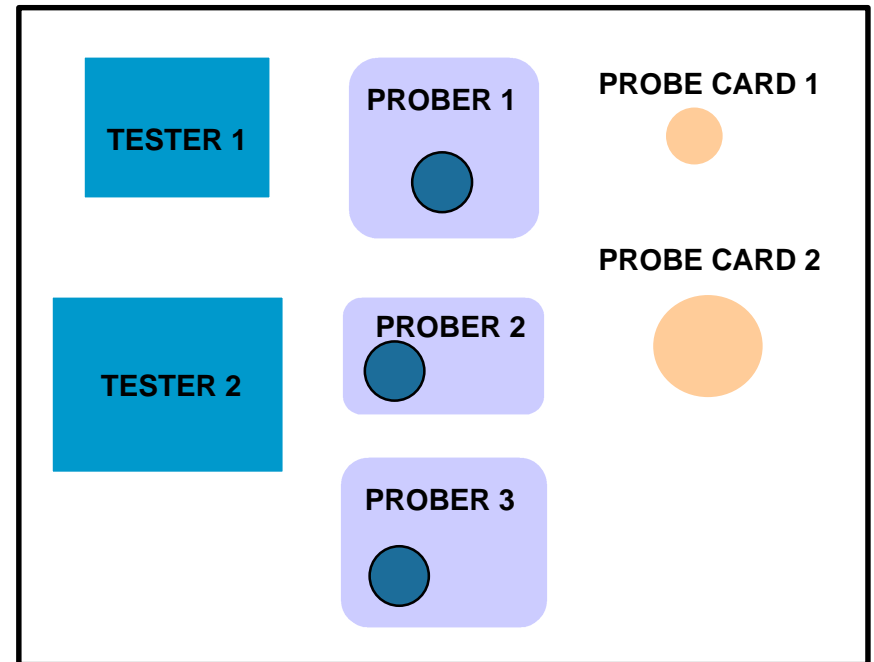 TESTER 1
PROBER 1
PROBE CARD 1
TESTER 2
PROBER 2
PROBE CARD 2
PROBER 3